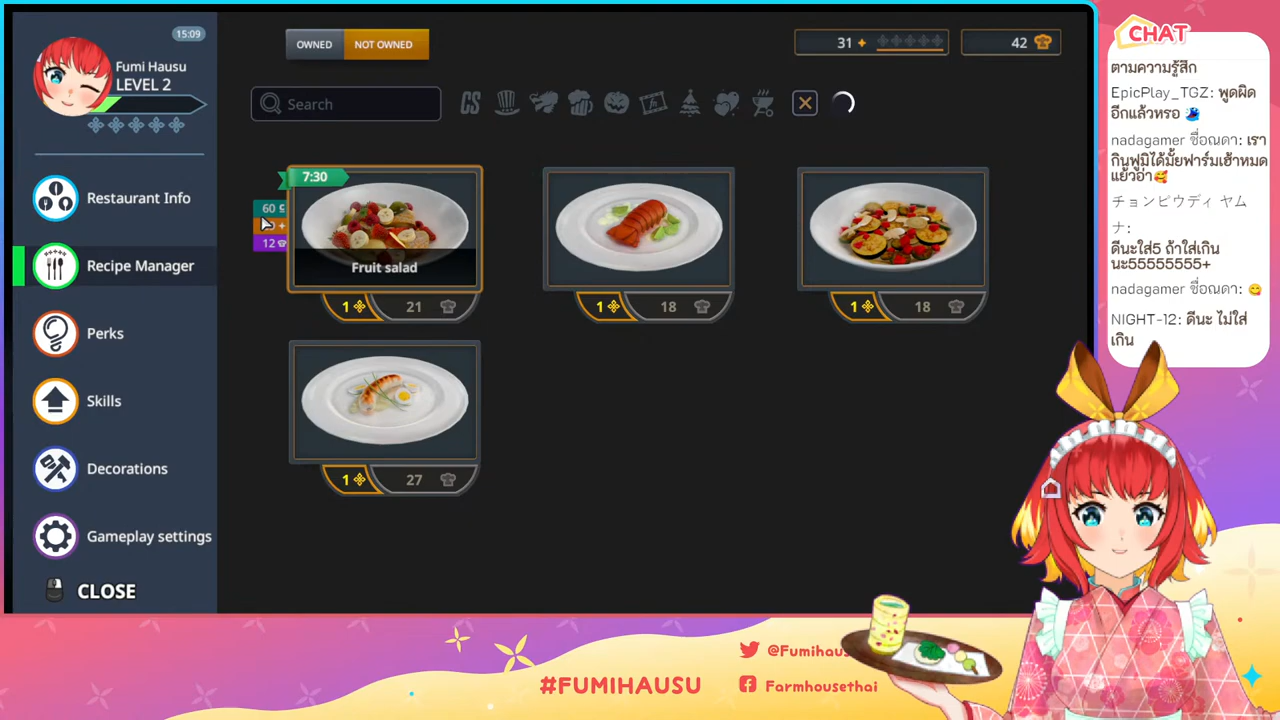 15:09
Fumi Hausu
LEVEL 2
Restaurant Info
Recipe Manager
Perks
Skills
Decorations
Gameplay settings
CLOSE
OWNED
NOT OWNED
31
42
Search
CS
7:30
60
+
12
Fruit salad
1
21
1
18
1
18
1
27
CHAT
ตามความรู้สึก
EpicPlay_TGZ: พูดผิด
อีกแล้วหรอ
nadagamer ชื่อณดา: เรา
กินฟูมิได้มั้ยฟาร์มเฮ้าหมด
แย้วอ่า
チョンピウディ ヤム
ナ:
ดีนะใส่5 ถ้าใส่เกิน
นะ55555555+
nadagamer ชื่อณดา:
NIGHT-12: ดีนะ ไม่ใส่
เกิน
#FUMIHAUSU
@Fumihaus
Farmhousethai